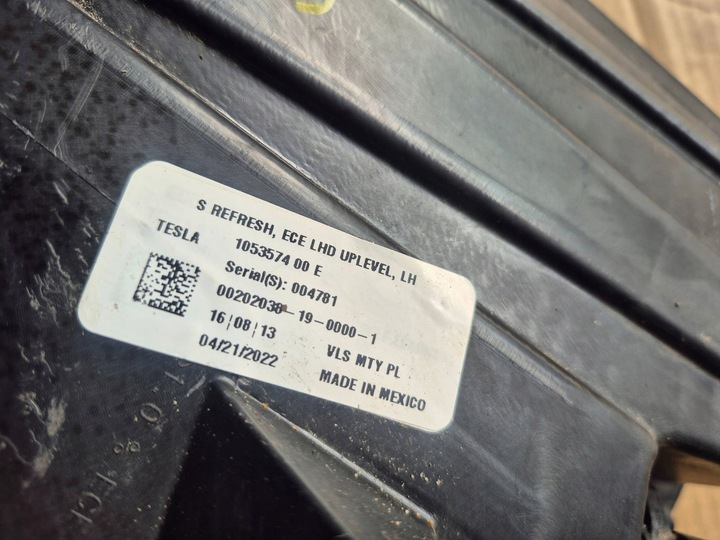 S REFRESH, ECE LHD UPLEVEL, LH
TESLA 1053574 00 E
Serial(S): 004781
00202038-19-0000-1
16/08/13 VLS MTY PL
04/21/2022 MADE IN MEXICO